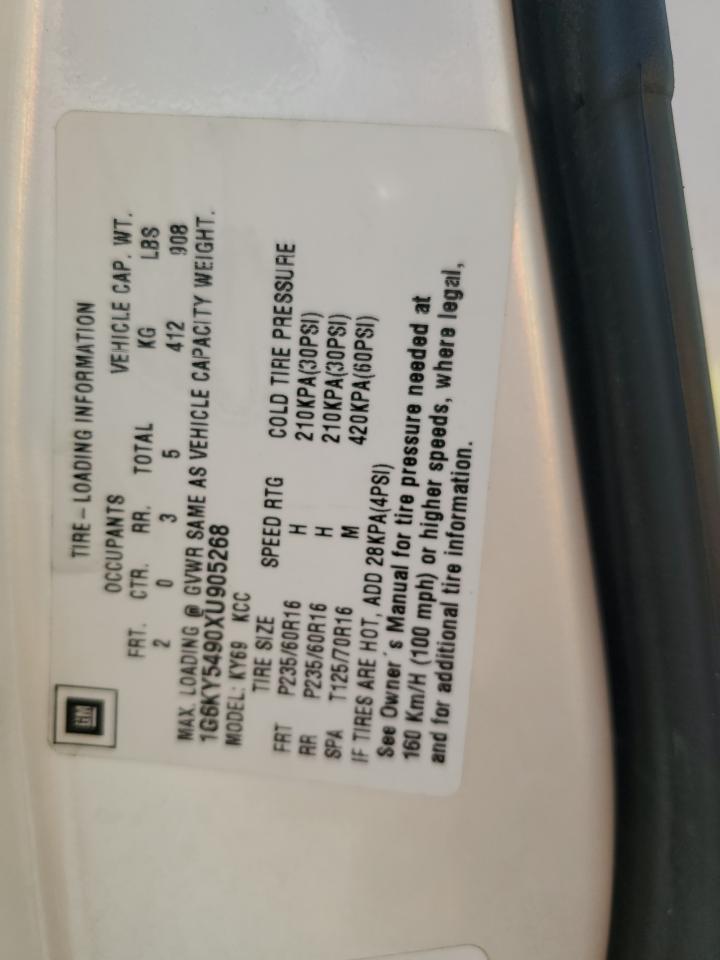 GM
TIRE - LOADING INFORMATION
OCCUPANTS VEHICLE CAP. WT.
FRT. CTR. RR. TOTAL KG LBS
2 0 3 5 412 908
MAX. LOADING @ GVWR SAME AS VEHICLE CAPACITY WEIGHT.
1G6KY5490XU905268
MODEL: KY69 KCC
TIRE SIZE SPEED RTG COLD TIRE PRESSURE
FRT P235/60R16 H 210KPA(30PSI)
RR P235/60R16 H 210KPA(30PSI)
SPA T125/70R16 M 420KPA(60PSI)
IF TIRES ARE HOT, ADD 28KPA(4PSI)
See Owner's Manual for tire pressure needed at
160 Km/H (100 mph) or higher speeds, where legal,
and for additional tire information.